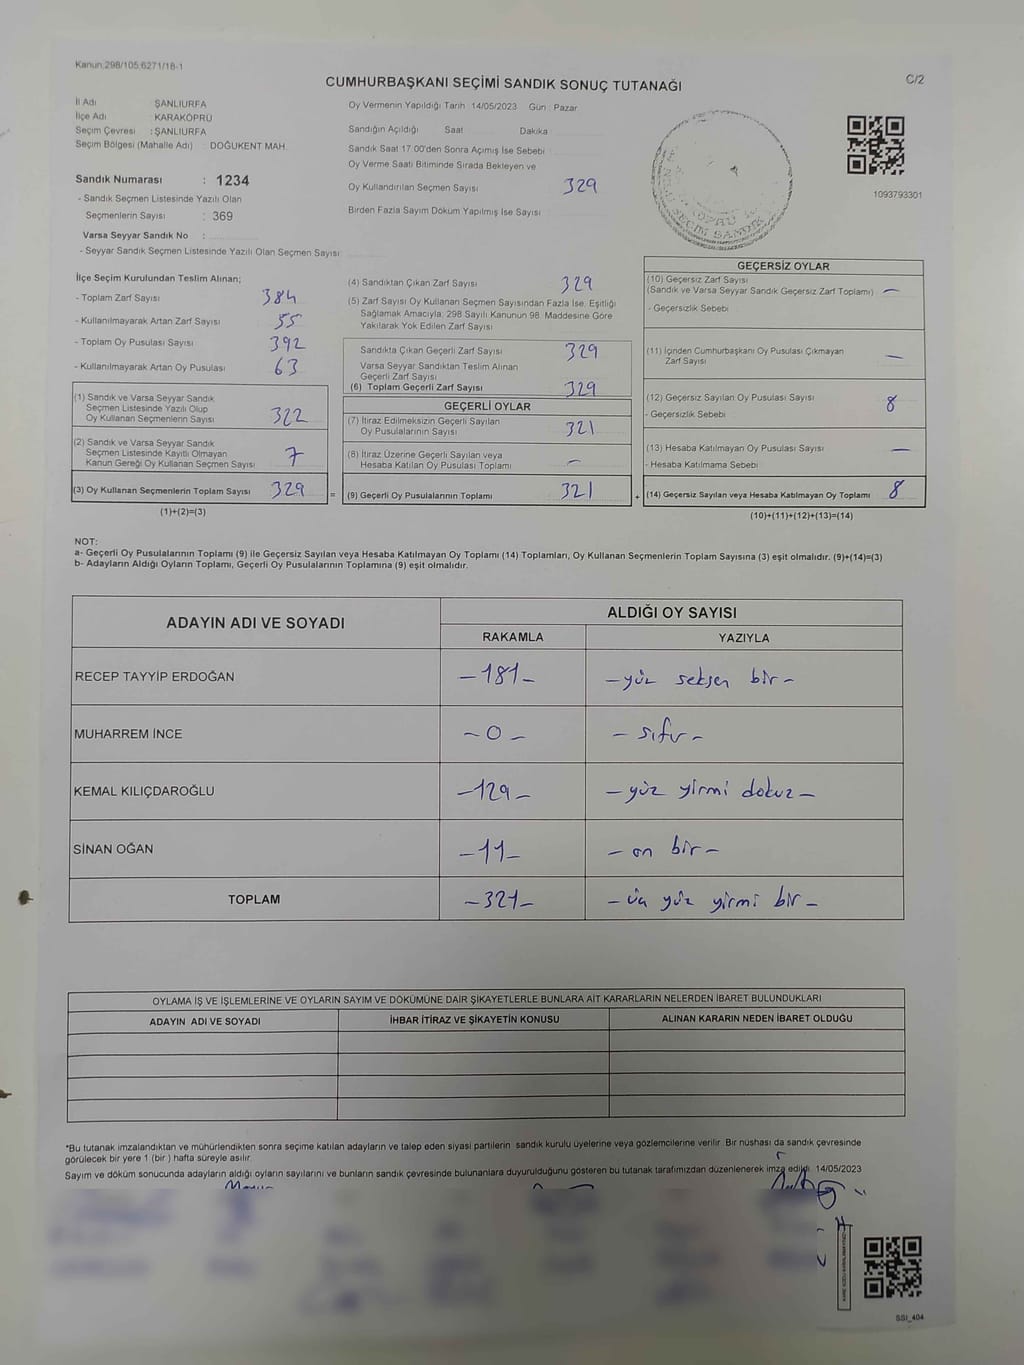 Kanun:298/105;6271/18-1
CUMHURBAŞKANI SEÇİMİ SANDIK SONUÇ TUTANAĞI
C/2
İl Adı ŞANLIURFA
İlçe Adı : KARAKÖPRÜ
Seçim Çevresi : ŞANLIURFA
Seçim Bölgesi (Mahalle Adı) : DOĞUKENT MAH.
Sandık Numarası : 1234
- Sandık Seçmen Listesinde Yazılı Olan
Seçmenlerin Sayısı : 369
Varsa Seyyar Sandık No :
- Seyyar Sandık Seçmen Listesinde Yazılı Olan Seçmen Sayısı :
Oy Vermenin Yapıldığı Tarih 14/05/2023 Gün : Pazar
Sandığın Açıldığı Saat Dakika
Sandık Saat 17.00'den Sonra Açımış İse Sebebi
Oy Verme Saati Bitiminde Sırada Bekleyen ve
Oy Kullandırılan Seçmen Sayısı 329
Birden Fazla Sayım Döküm Yapılmış İse Sayısı
SEÇİM SANDIK
1093793301
İlçe Seçim Kurulundan Teslim Alınan;
- Toplam Zarf Sayısı 384
- Kullanılmayarak Artan Zarf Sayısı 55
- Toplam Oy Pusulası Sayısı 392
- Kullanılmayarak Artan Oy Pusulası 63
(1) Sandık ve Varsa Seyyar Sandık
Seçmen Listesinde Yazılı Olup
Oy Kullanan Seçmenlerin Sayısı 322
(2) Sandık ve Varsa Seyyar Sandık
Seçmen Listesinde Kayıtlı Olmayan
Kanun Gereği Oy Kullanan Seçmen Sayısı 7
(3) Oy Kullanan Seçmenlerin Toplam Sayısı 329 =
(1)+(2)=(3)
(4) Sandıktan Çıkan Zarf Sayısı 329
(5) Zarf Sayısı Oy Kullanan Seçmen Sayısından Fazla İse, Eşitliği
Sağlamak Amacıyla; 298 Sayılı Kanunun 98. Maddesine Göre
Yakılarak Yok Edilen Zarf Sayısı
Sandıkta Çıkan Geçerli Zarf Sayısı 329
Varsa Seyyar Sandıktan Teslim Alınan
Geçerli Zarf Sayısı
(6) Toplam Geçerli Zarf Sayısı 329
GEÇERLİ OYLAR
(7) İtiraz Edilmeksizin Geçerli Sayılan
Oy Pusulalarının Sayısı 321
(8) İtiraz Üzerine Geçerli Sayılan veya
Hesaba Katılan Oy Pusulası Toplamı –
(9) Geçerli Oy Pusulalarının Toplamı 321 +
GEÇERSİZ OYLAR
(10) Geçersiz Zarf Sayısı
(Sandık ve Varsa Seyyar Sandık Geçersiz Zarf Toplamı) –
- Geçersizlik Sebebi
(11) İçinden Cumhurbaşkanı Oy Pusulası Çıkmayan
Zarf Sayısı –
(12) Geçersiz Sayılan Oy Pusulası Sayısı 8
- Geçersizlik Sebebi
(13) Hesaba Katılmayan Oy Pusulası Sayısı –
- Hesaba Katılmama Sebebi
(14) Geçersiz Sayılan veya Hesaba Katılmayan Oy Toplamı 8
(10)+(11)+(12)+(13)=(14)
NOT:
a- Geçerli Oy Pusulalarının Toplamı (9) ile Geçersiz Sayılan veya Hesaba Katılmayan Oy Toplamı (14) Toplamları, Oy Kullanan Seçmenlerin Toplam Sayısına (3) eşit olmalıdır. (9)+(14)=(3)
b- Adayların Aldığı Oyların Toplamı, Geçerli Oy Pusulalarının Toplamına (9) eşit olmalıdır.
ADAYIN ADI VE SOYADI ALDIĞI OY SAYISI
RAKAMLA YAZIYLA
RECEP TAYYİP ERDOĞAN –181– –yüz seksen bir–
MUHARREM İNCE –0– –sıfır–
KEMAL KILIÇDAROĞLU –129– –yüz yirmi dokuz–
SİNAN OĞAN –11– –on bir–
TOPLAM –321– –üç yüz yirmi bir–
OYLAMA İŞ VE İŞLEMLERİNE VE OYLARIN SAYIM VE DÖKÜMÜNE DAİR ŞİKAYETLERLE BUNLARA AİT KARARLARIN NELERDEN İBARET BULUNDUKLARI
ADAYIN ADI VE SOYADI İHBAR İTİRAZ VE ŞİKAYETİN KONUSU ALINAN KARARIN NEDEN İBARET OLDUĞU
*Bu tutanak imzalandıktan ve mühürlendikten sonra seçime katılan adayların ve talep eden siyasi partilerin sandık kurulu üyelerine veya gözlemcilerine verilir. Bir nüshası da sandık çevresinde
görülecek bir yere 1 (bir) hafta süreyle asılır.
Sayım ve döküm sonucunda adayların aldığı oyların sayılarını ve bunların sandık çevresinde bulunanlara duyurulduğunu gösteren bu tutanak tarafımızdan düzenlenerek imza edildi. 14/05/2023
SSI_404